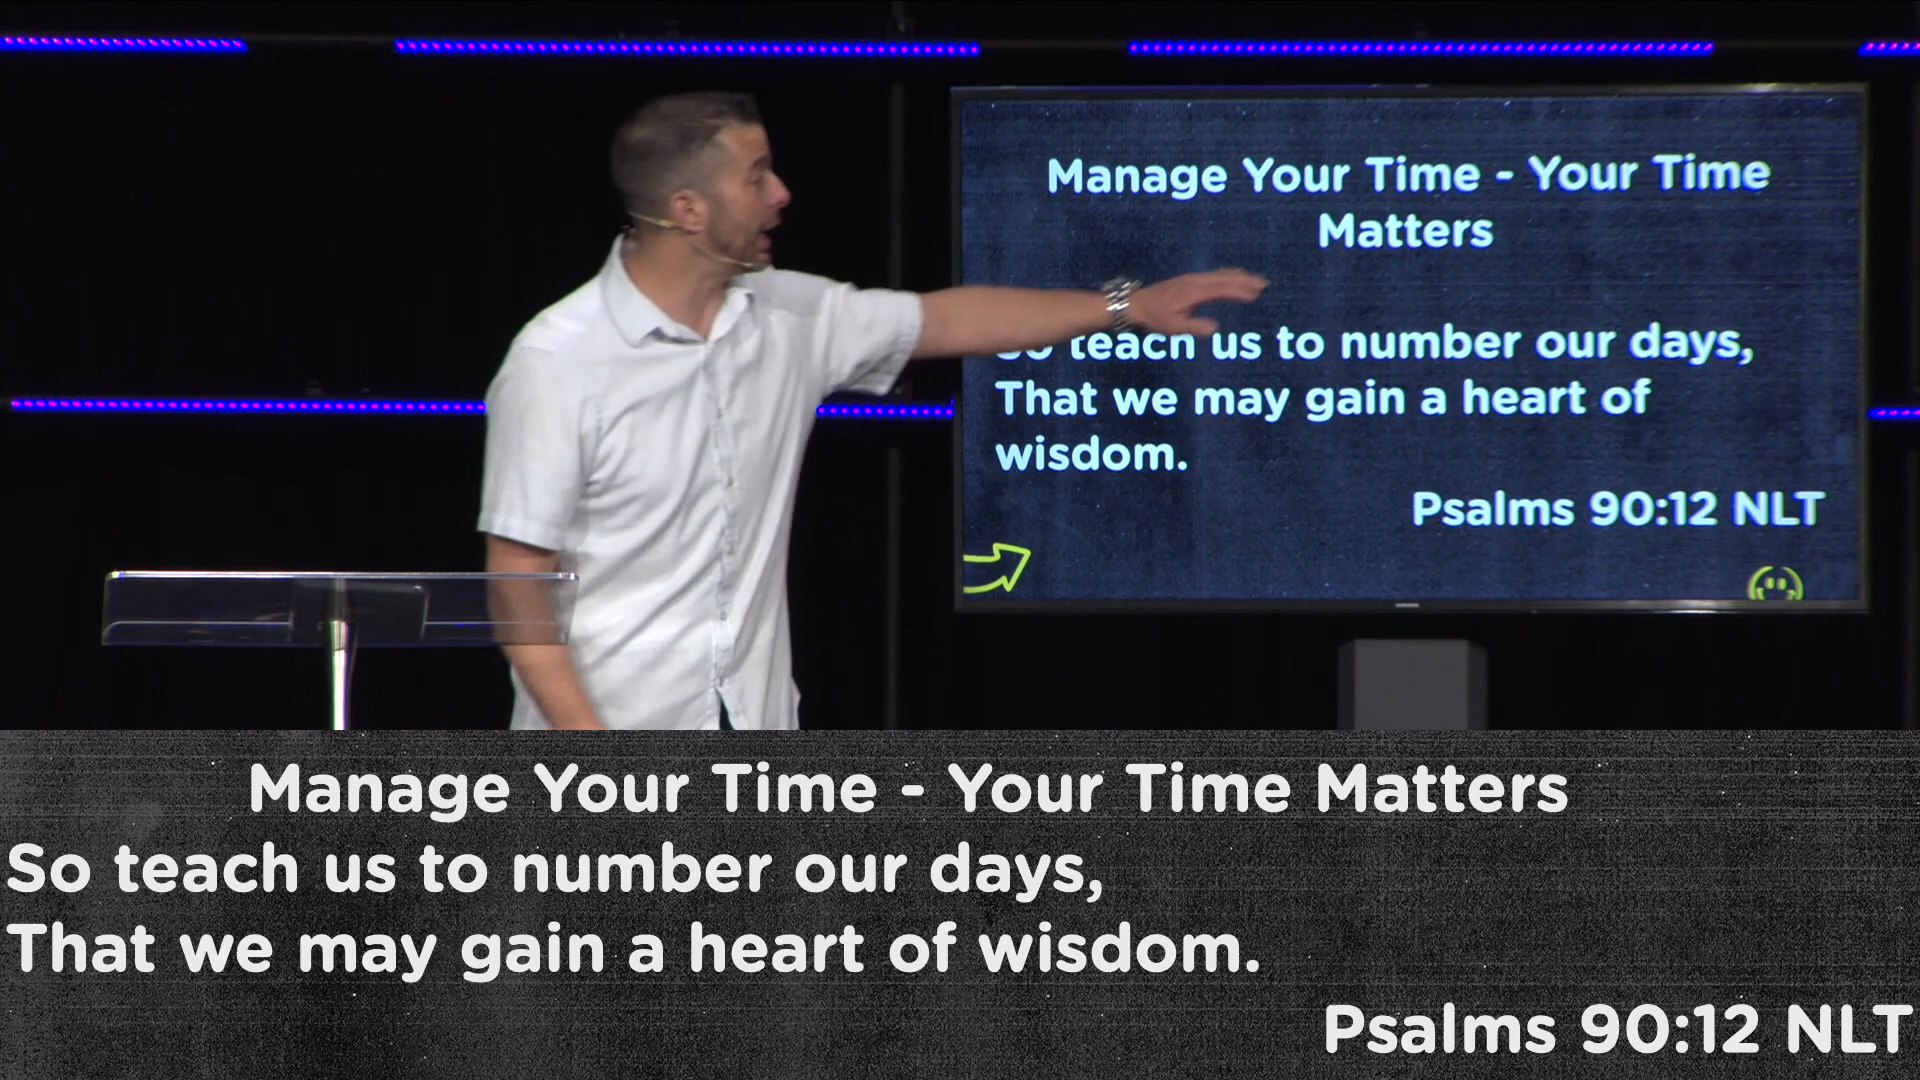 Manage Your Time - Your Time
Matters
teach us to number our days,
That we may gain a heart of
wisdom.
Psalms 90:12 NLT
Manage Your Time - Your Time Matters
So teach us to number our days,
That we may gain a heart of wisdom.
Psalms 90:12 NLT